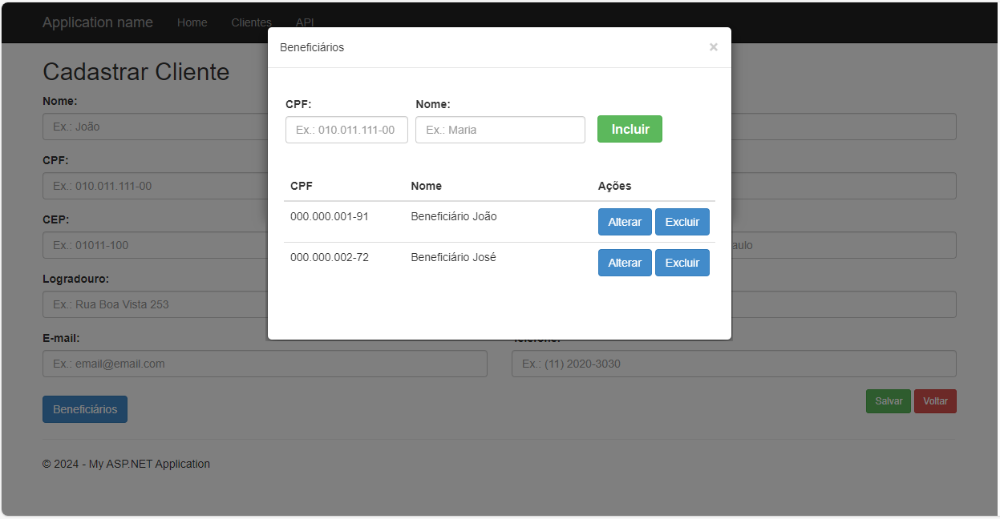 Application name Home Clientes API
Beneficiários ×
Cadastrar Cliente
Nome:
Ex.: João
CPF:
Ex.: 010.011.111-00
CEP:
Ex.: 01011-100
aulo
Logradouro:
Ex.: Rua Boa Vista 253
E-mail:
Ex.: email@email.com
Telefone:
Ex.: (11) 2020-3030
CPF: Nome:
Ex.: 010.011.111-00 Ex.: Maria Incluir
CPF Nome Ações
000.000.001-91 Beneficiário João Alterar Excluir
000.000.002-72 Beneficiário José Alterar Excluir
Beneficiários Salvar Voltar
© 2024 - My ASP.NET Application